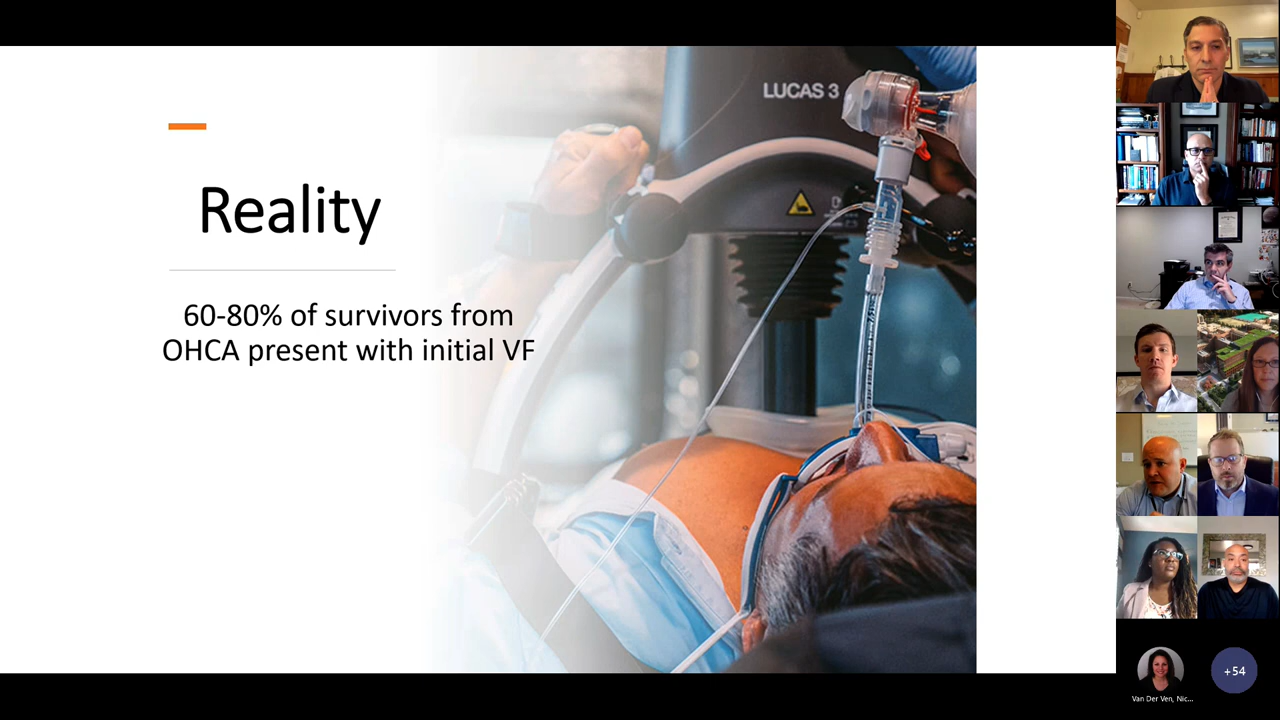 Reality
60-80% of survivors from
OHCA present with initial VF
LUCAS 3
Van Der Ven, Nic...
+54